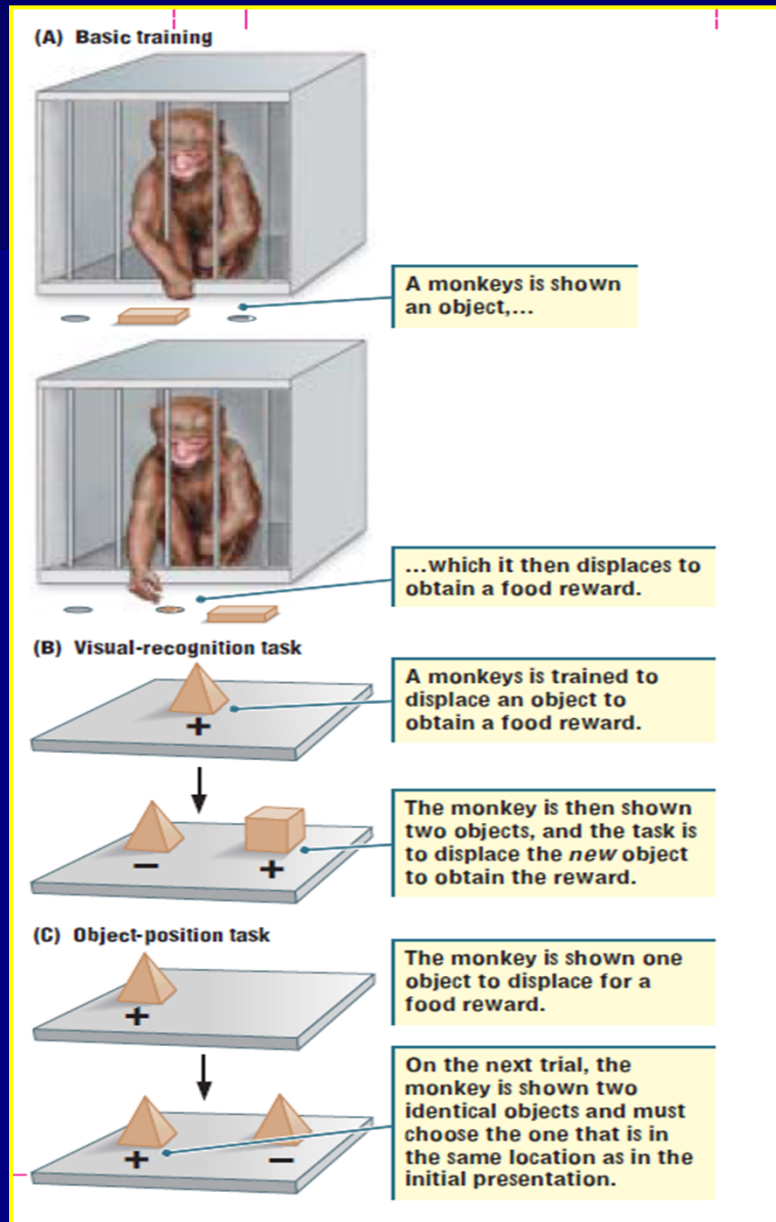 (A) Basic training
A monkeys is shown
an object,...
...which it then displaces to
obtain a food reward.
(B) Visual-recognition task
A monkeys is trained to
displace an object to
obtain a food reward.
+
The monkey is then shown
two objects, and the task is
to displace the new object
to obtain the reward.
− +
(C) Object-position task
The monkey is shown one
object to displace for a
food reward.
+
On the next trial, the
monkey is shown two
identical objects and must
choose the one that is in
the same location as in the
initial presentation.
+ −